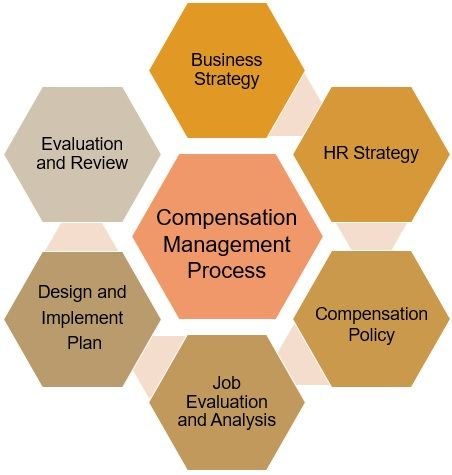 Business
Strategy
HR Strategy
Compensation
Policy
Job
Evaluation
and Analysis
Design and
Implement
Plan
Evaluation
and Review
Compensation
Management
Process